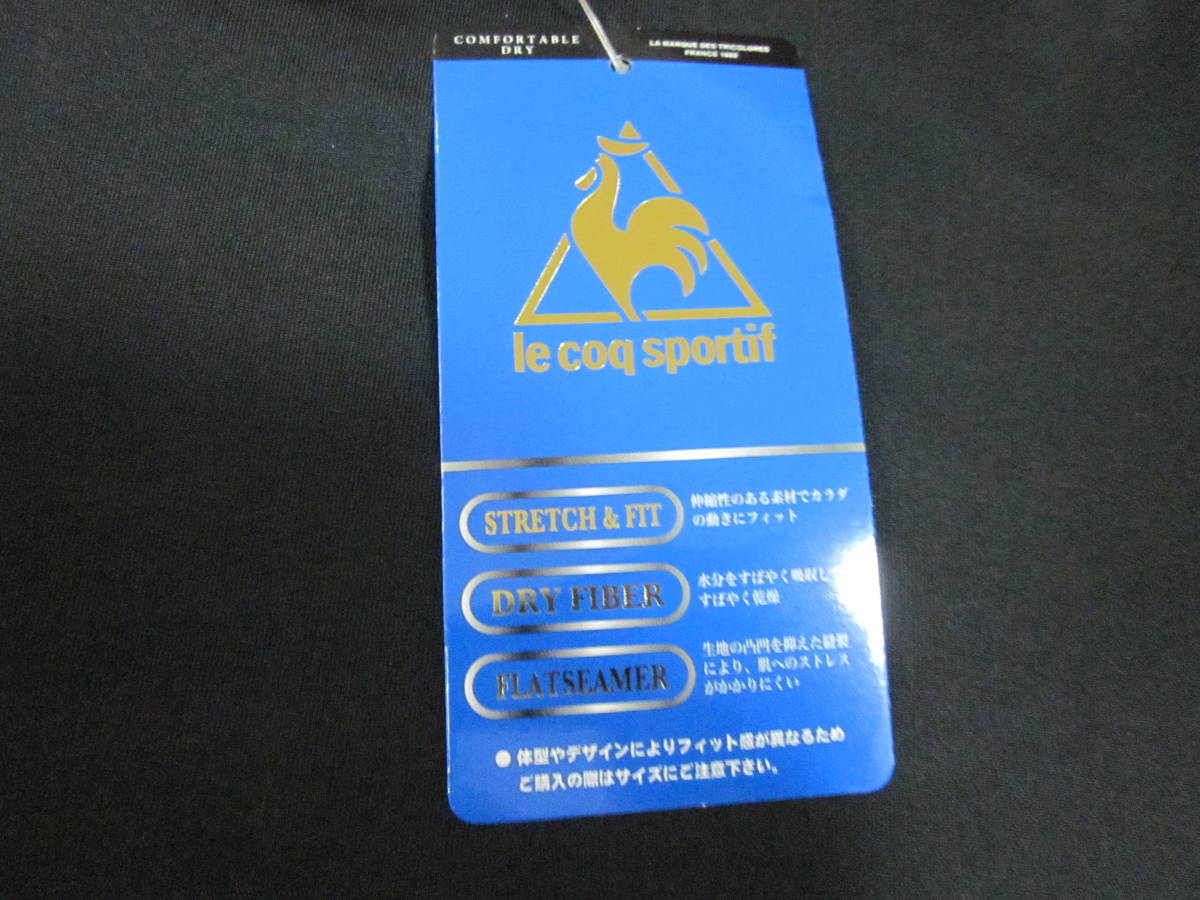 COMFORTABLE
DRY
LA MARQUE DES TRICOLORES
FRANCE 1882
le coq sportif
STRETCH & FIT
伸縮性のある素材でカラダ
の動きにフィット
DRY FIBER
水分をすばやく吸収し
すばやく乾燥
FLATSEAMER
生地の凸凹を抑えた縫製
により、肌へのストレス
がかかりにくい
● 体型やデザインによりフィット感が異なるため
ご購入の際はサイズにご注意下さい。